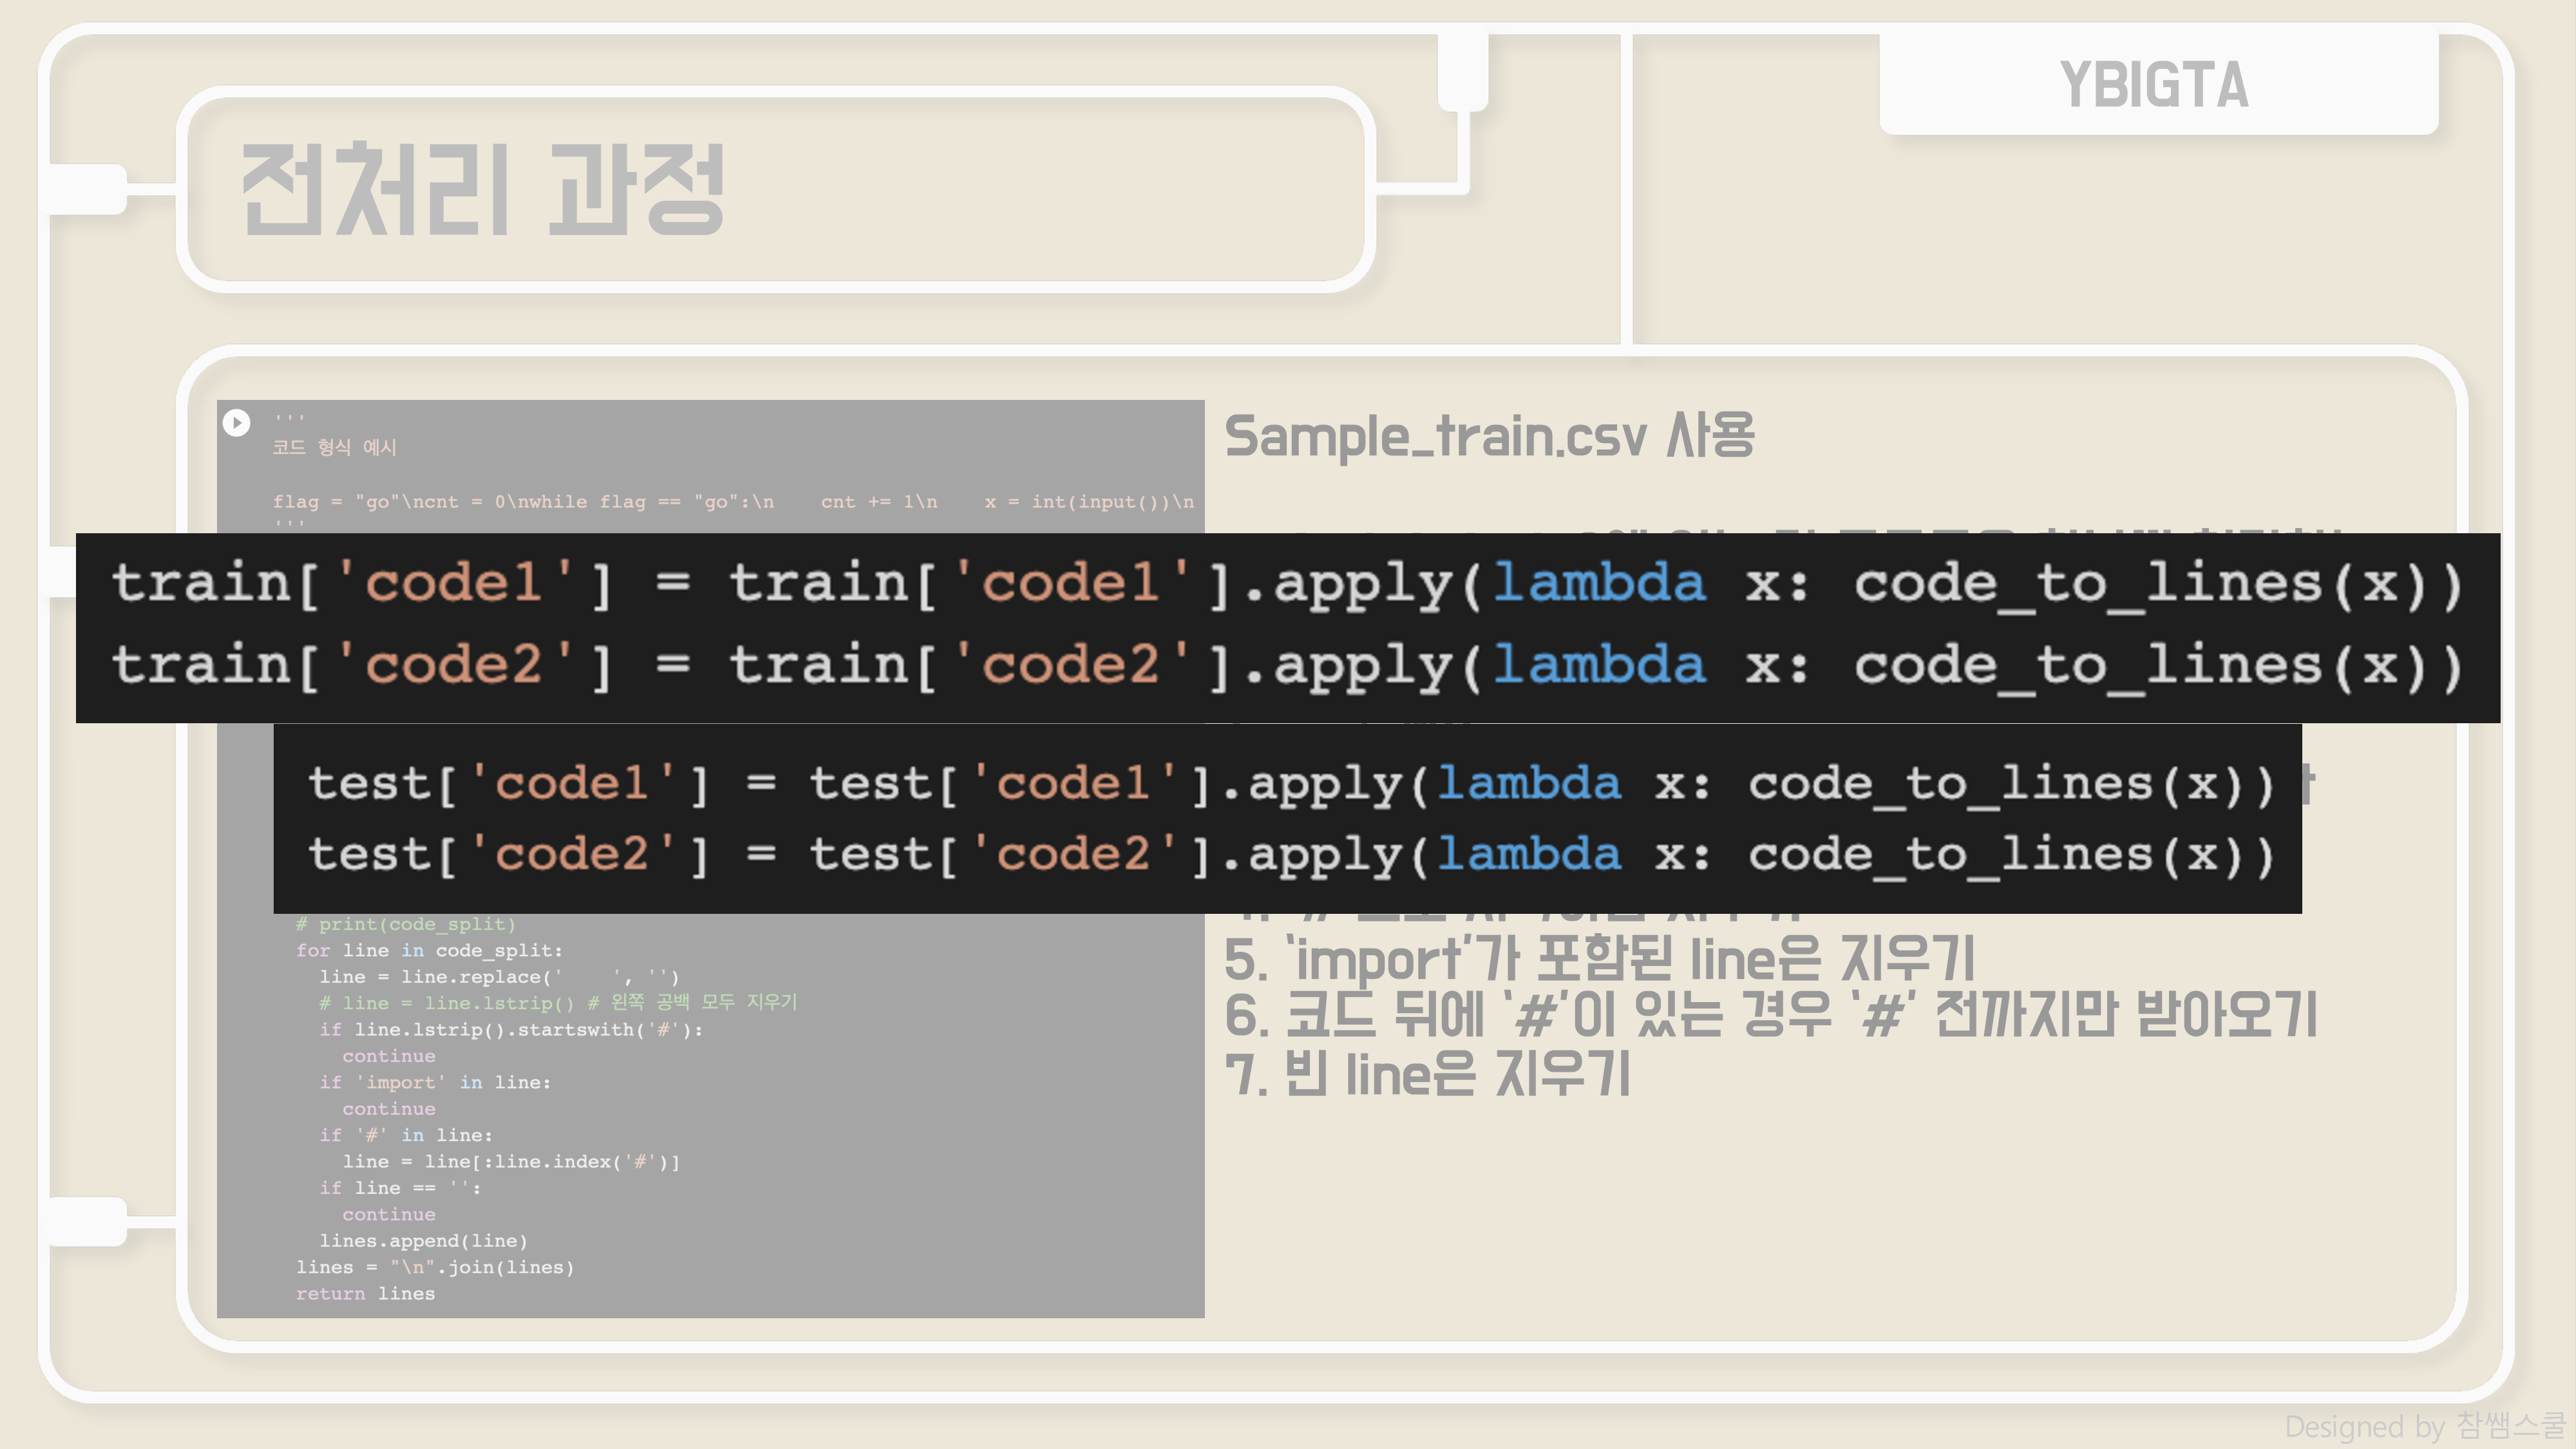 YBIGTA
전처리 과정
'''
코드 형식 예시
flag = "go"\ncnt = 0\nwhile flag == "go":\n    cnt += 1\n    x = int(input())\n
'''
Sample_train.csv 사용
train['code1'] = train['code1'].apply(lambda x: code_to_lines(x))
train['code2'] = train['code2'].apply(lambda x: code_to_lines(x))
test['code1'] = test['code1'].apply(lambda x: code_to_lines(x))
test['code2'] = test['code2'].apply(lambda x: code_to_lines(x))
# print(code_split)
for line in code_split:
line = line.replace('    ', '')
# line = line.lstrip() # 왼쪽 공백 모두 지우기
if line.lstrip().startswith('#'):
continue
if 'import' in line:
continue
if '#' in line:
line = line[:line.index('#')]
if line == '':
continue
lines.append(line)
lines = "\n".join(lines)
return lines
5. 'import'가 포함된 line은 지우기
6. 코드 뒤에 '#'이 있는 경우 '#' 전까지만 받아오기
7. 빈 line은 지우기
Designed by 참쌤스쿨